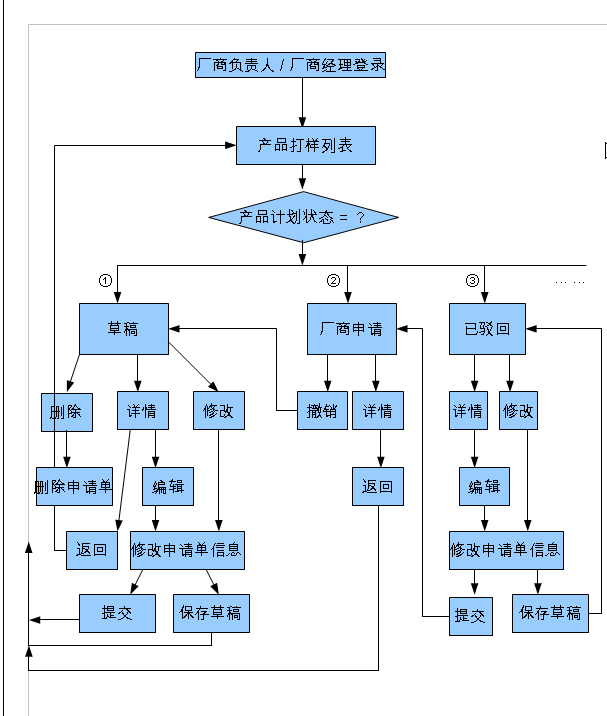 厂商负责人 / 厂商经理登录
产品打样列表
产品计划状态 = ？
①
②
③
... ...
草稿
厂商申请
已驳回
删除
详情
修改
撤销
详情
详情
修改
删除申请单
编辑
返回
编辑
返回
修改申请单信息
修改申请单信息
提交
保存草稿
提交
保存草稿